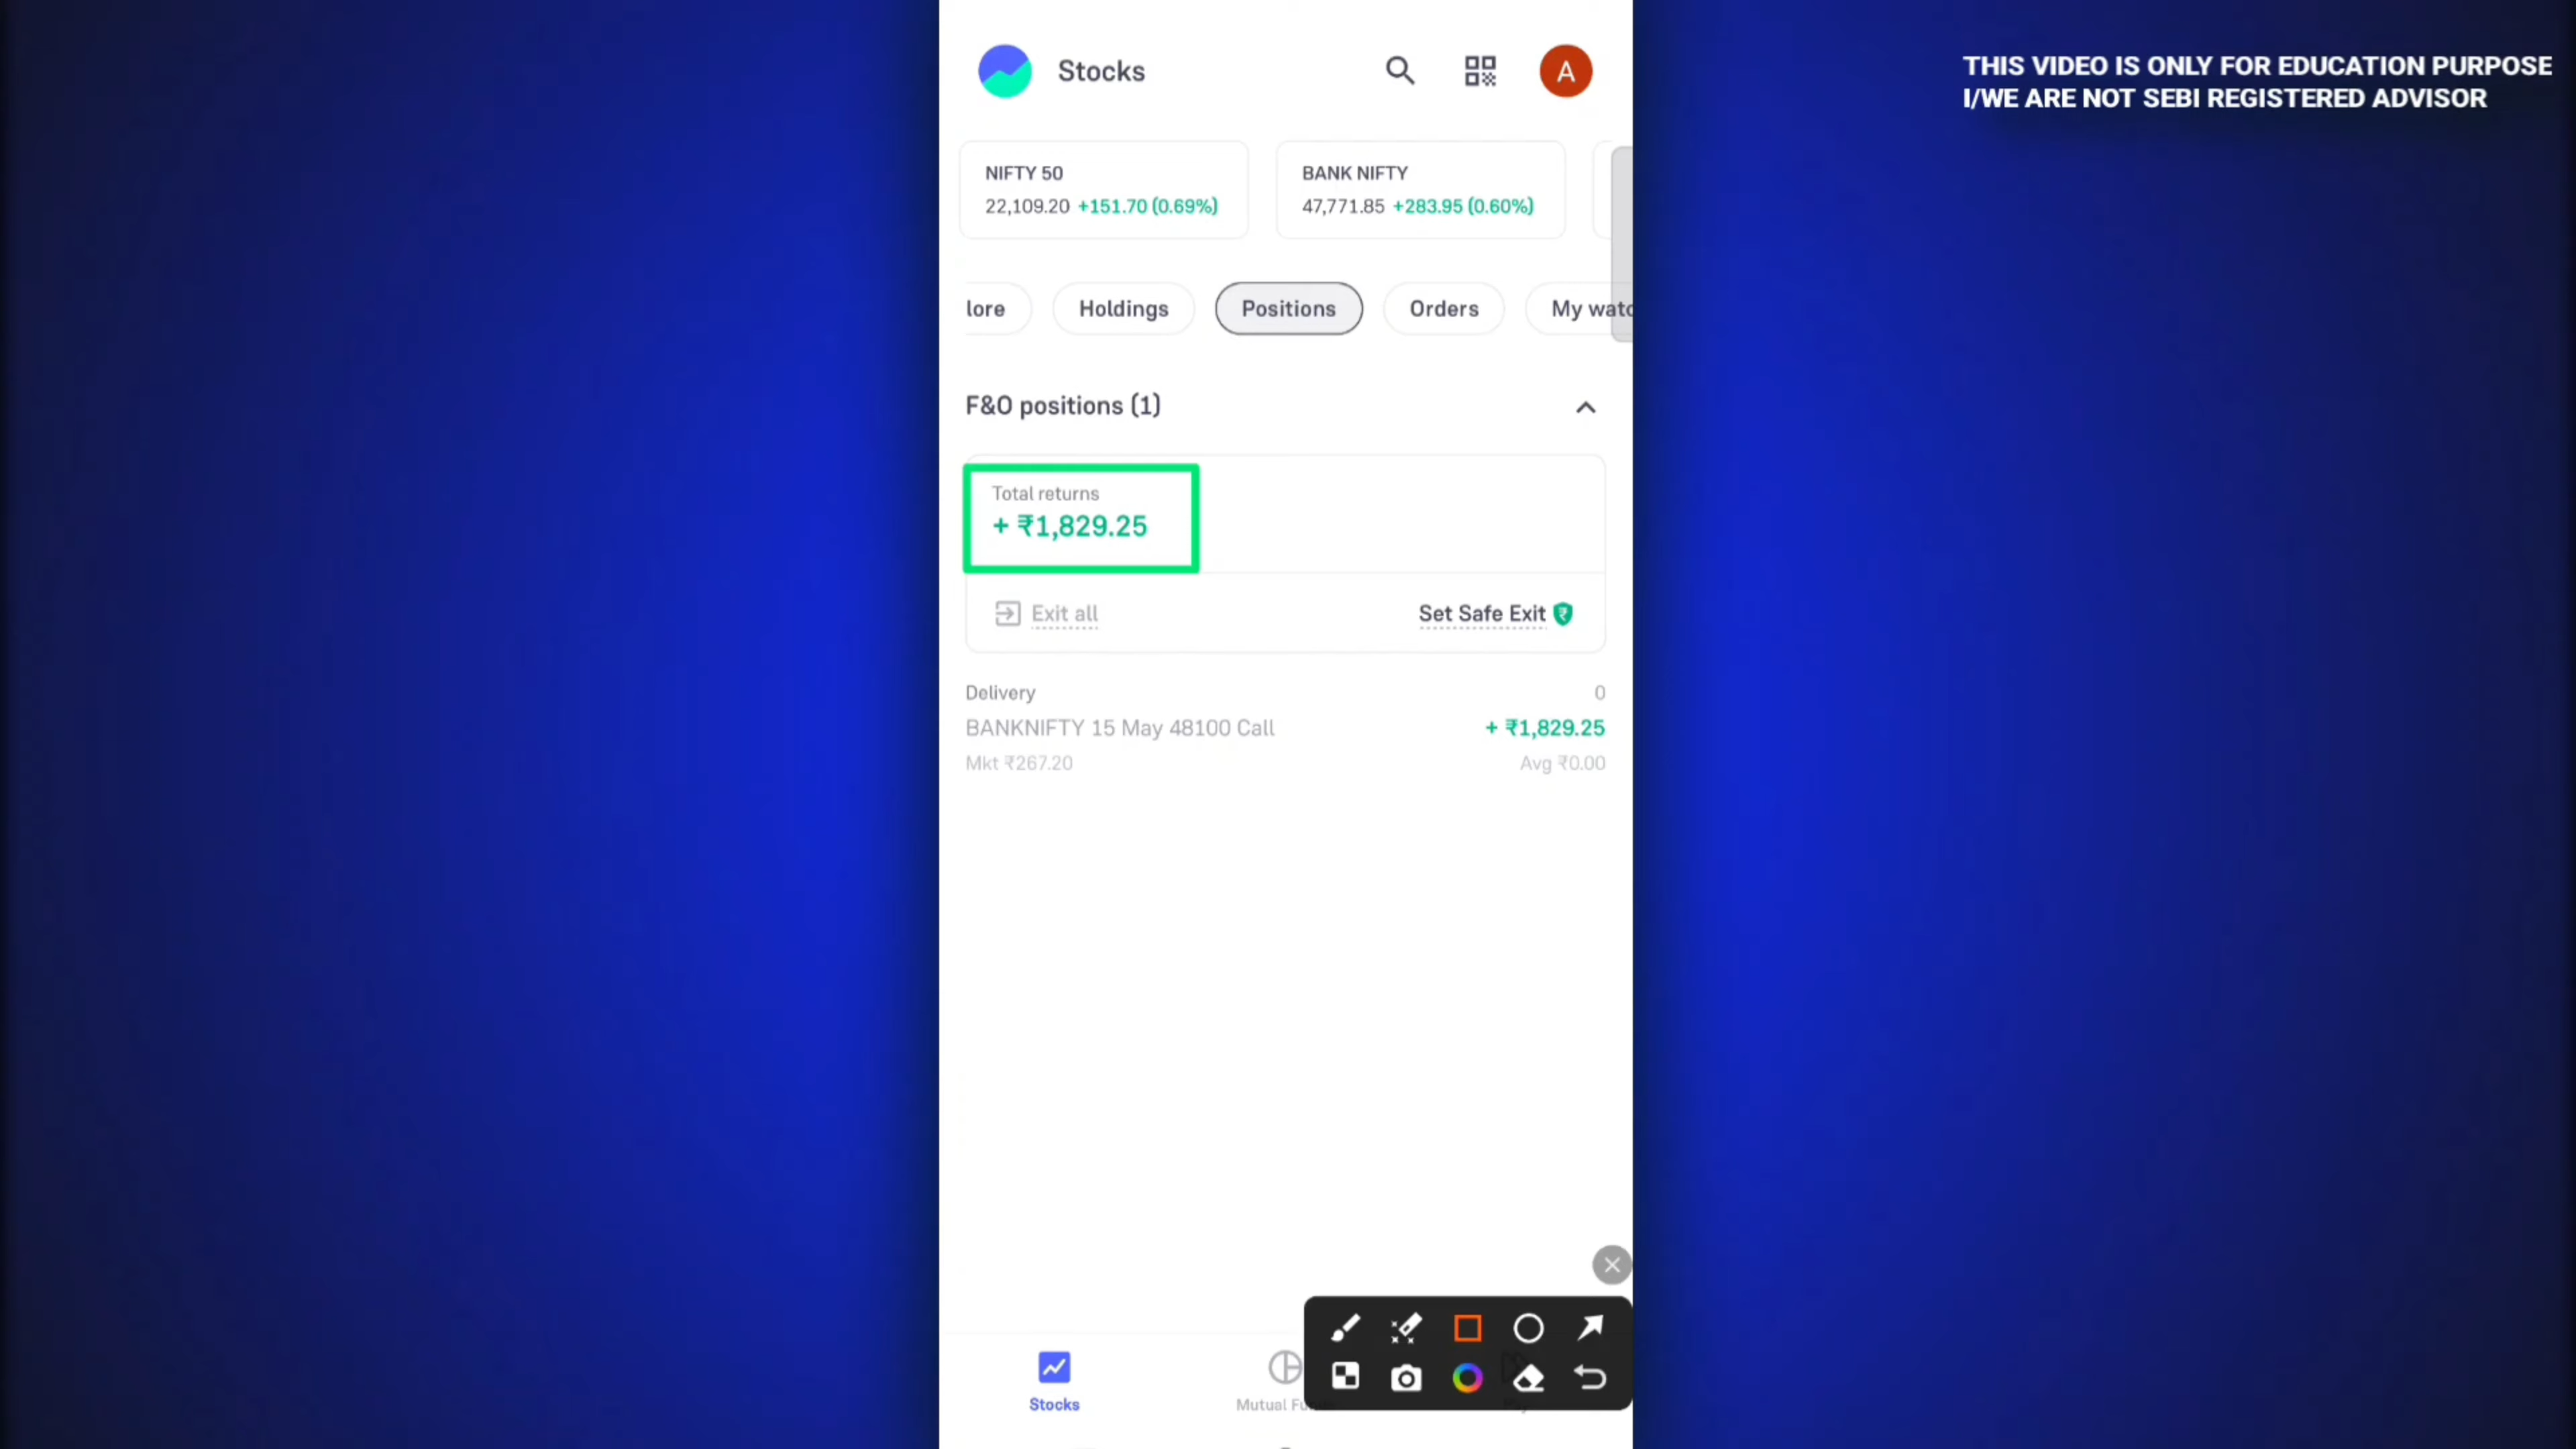 THIS VIDEO IS ONLY FOR EDUCATION PURPOSE
I/WE ARE NOT SEBI REGISTERED ADVISOR
Stocks
A
NIFTY 50
22,109.20 +151.70 (0.69%)
BANK NIFTY
47,771.85 +283.95 (0.60%)
lore
Holdings
Positions
Orders
My watc
F&O positions (1)
Total returns
+ ₹1,829.25
Exit all
Set Safe Exit
Delivery
0
BANKNIFTY 15 May 48100 Call
+ ₹1,829.25
Mkt ₹267.20
Avg ₹0.00
Stocks
Mutual Fu